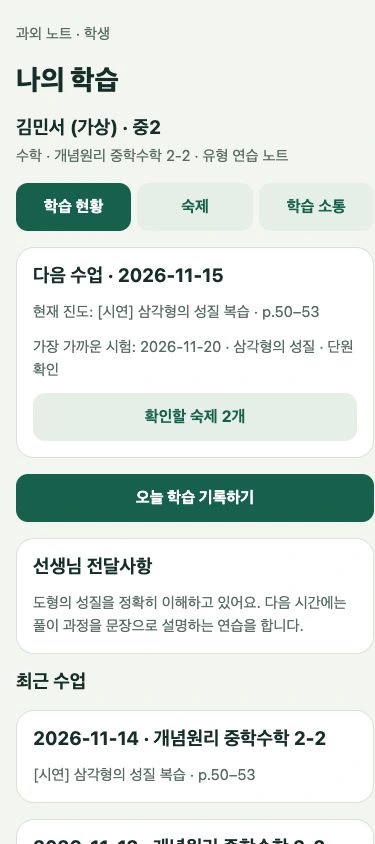 과외 노트 · 학생
나의 학습
김민서 (가상) · 중2
수학 · 개념원리 중학수학 2-2 · 유형 연습 노트
학습 현황
숙제
학습 소통
다음 수업 · 2026-11-15
현재 진도: [시연] 삼각형의 성질 복습 · p.50–53
가장 가까운 시험: 2026-11-20 · 삼각형의 성질 · 단원
확인
확인할 숙제 2개
오늘 학습 기록하기
선생님 전달사항
도형의 성질을 정확히 이해하고 있어요. 다음 시간에는
풀이 과정을 문장으로 설명하는 연습을 합니다.
최근 수업
2026-11-14 · 개념원리 중학수학 2-2
[시연] 삼각형의 성질 복습 · p.50–53